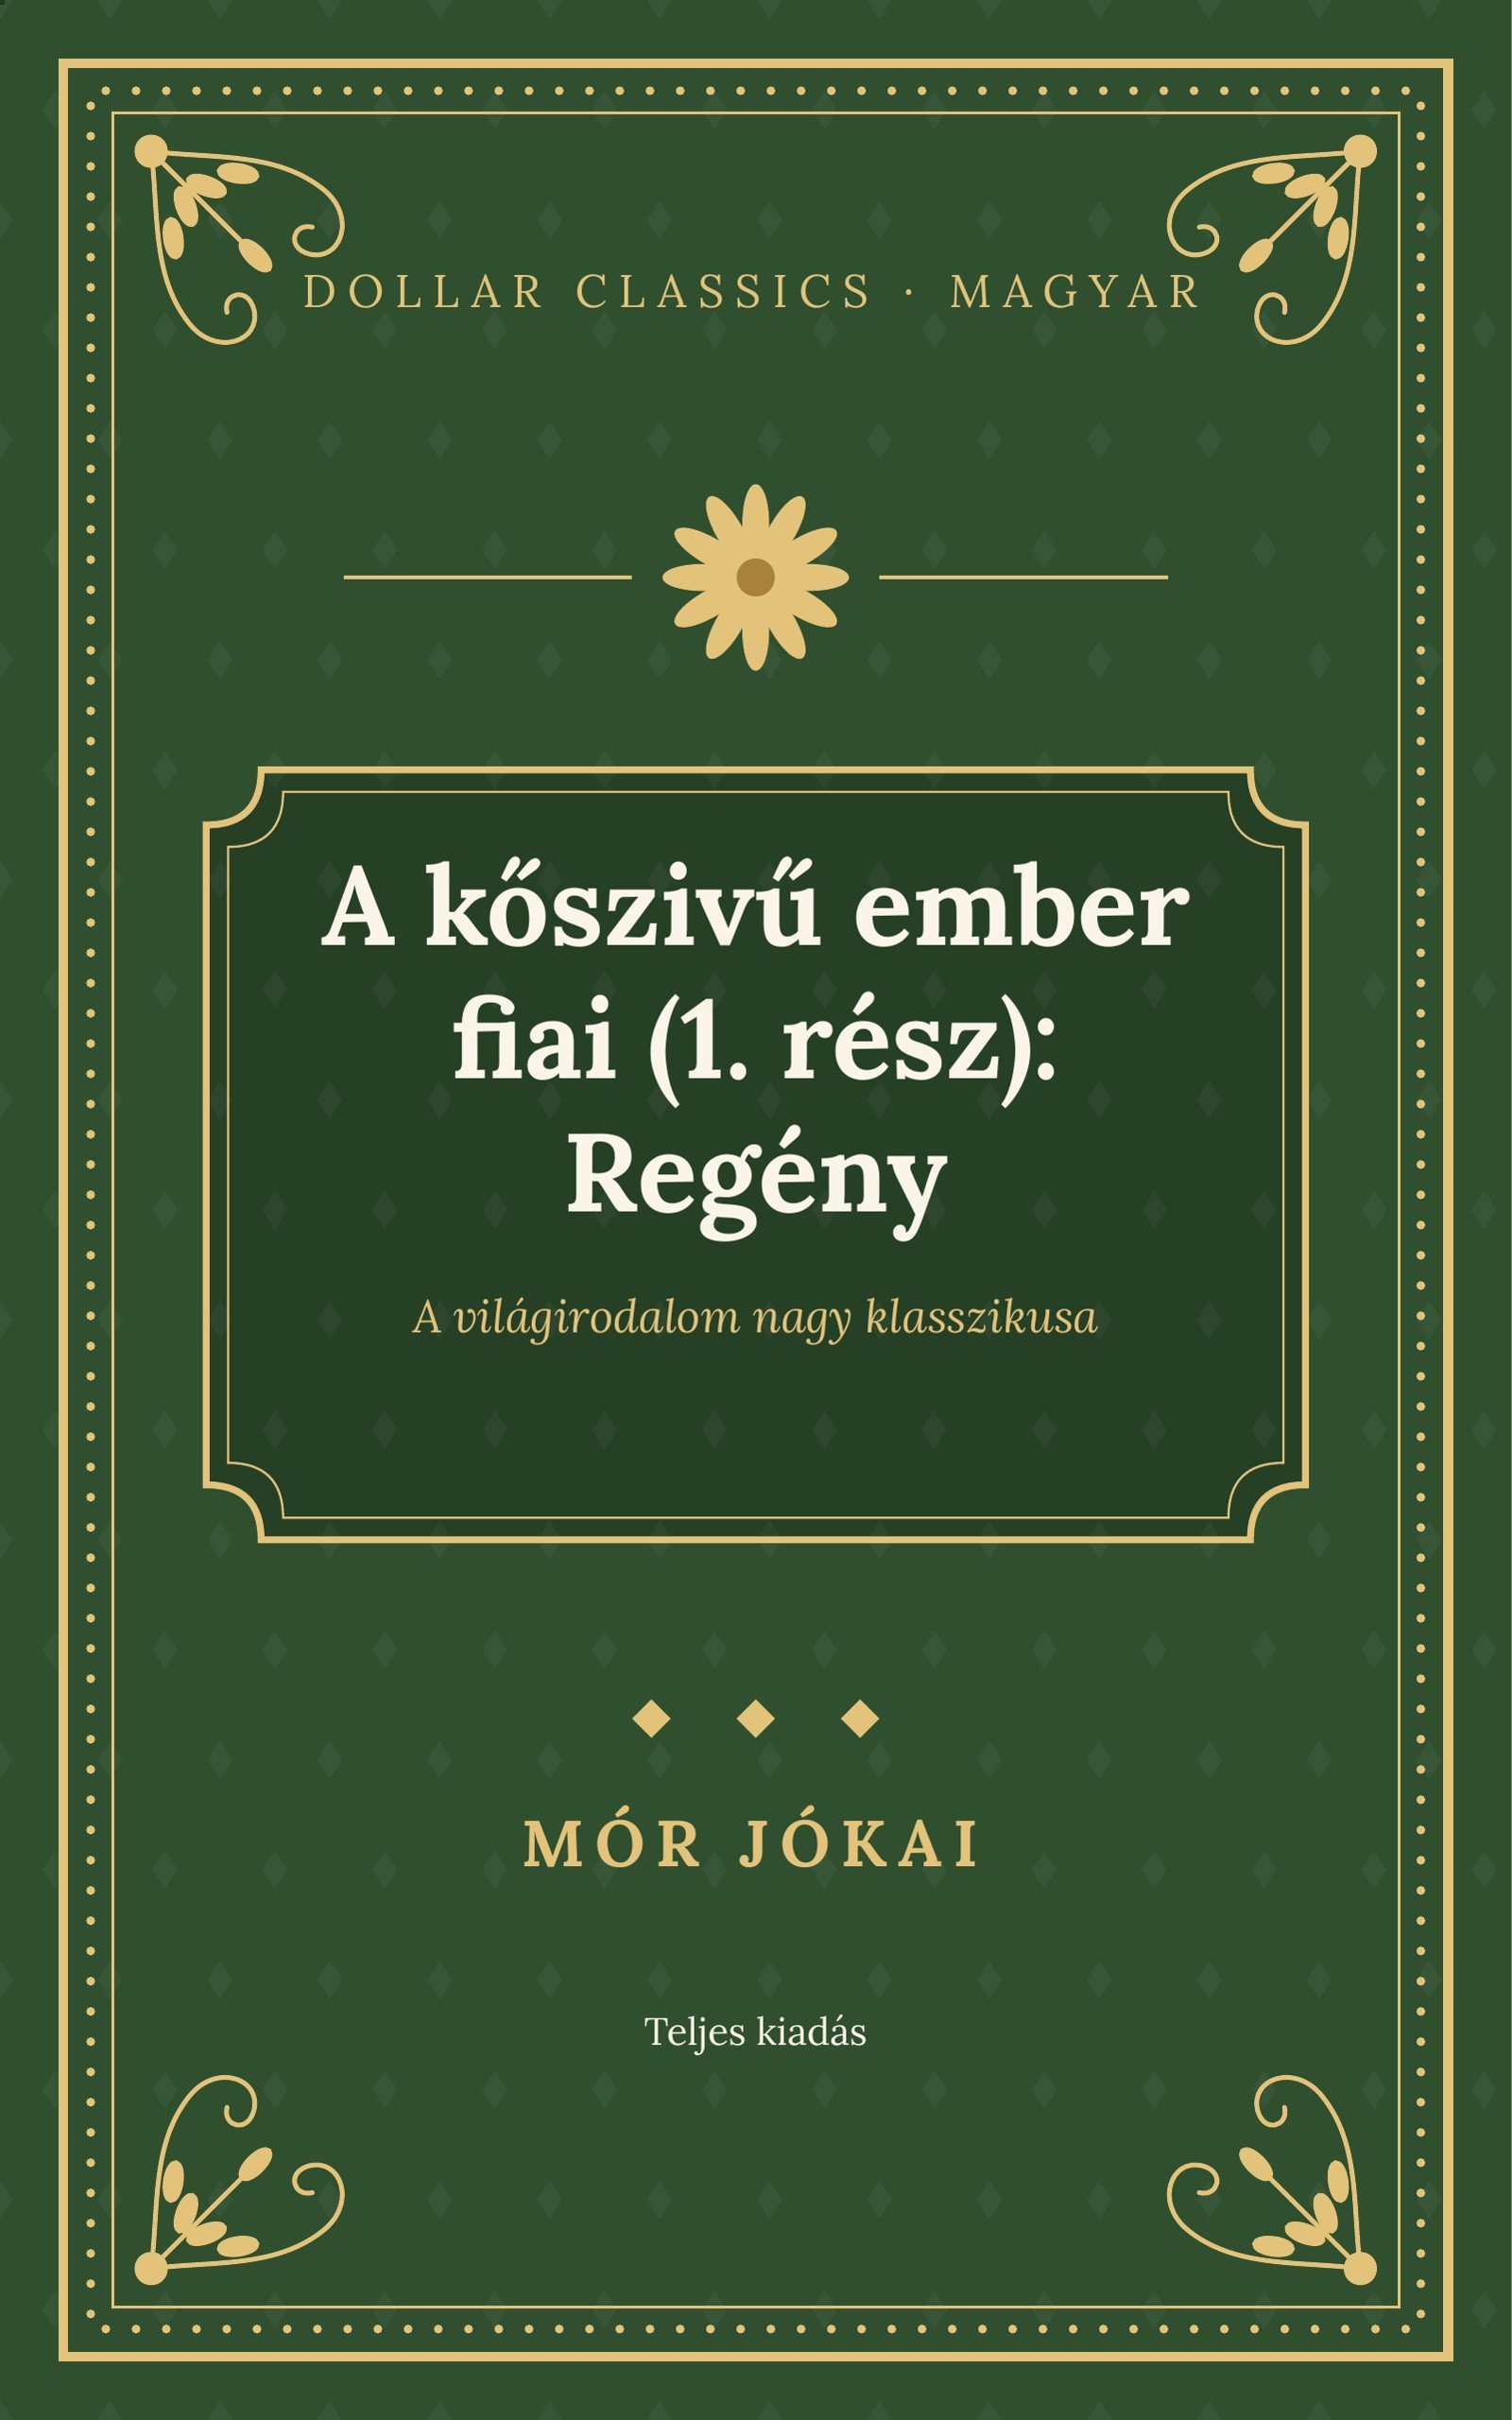 DOLLAR CLASSICS · MAGYAR
A kőszivű ember
fiai (1. rész):
Regény
A világirodalom nagy klasszikusa
MÓR JÓKAI
Teljes kiadás